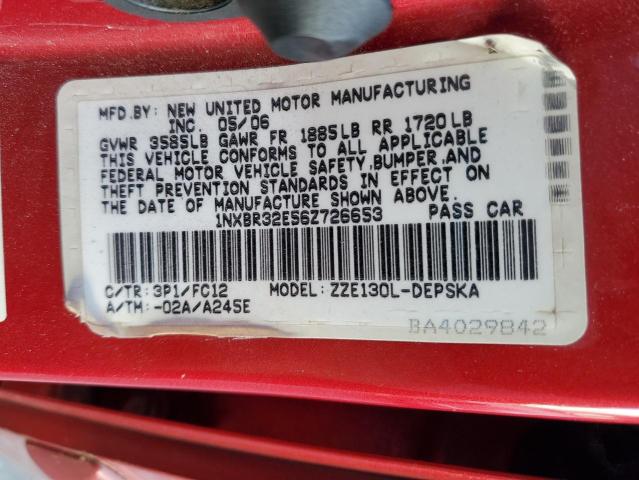 MFD.BY: NEW UNITED MOTOR MANUFACTURING
INC. 05/06
GVWR 3585LB GAWR FR 1885LB RR 1720LB
THIS VEHICLE CONFORMS TO ALL APPLICABLE
FEDERAL MOTOR VEHICLE SAFETY,BUMPER,AND
THEFT PREVENTION STANDARDS IN EFFECT ON
THE DATE OF MANUFACTURE SHOWN ABOVE.
1NXBR32E56Z726653 PASS CAR
C/TR:3P1/FC12 MODEL: ZZE130L-DEPSKA
A/TM:-02A/A245E
BA4029842